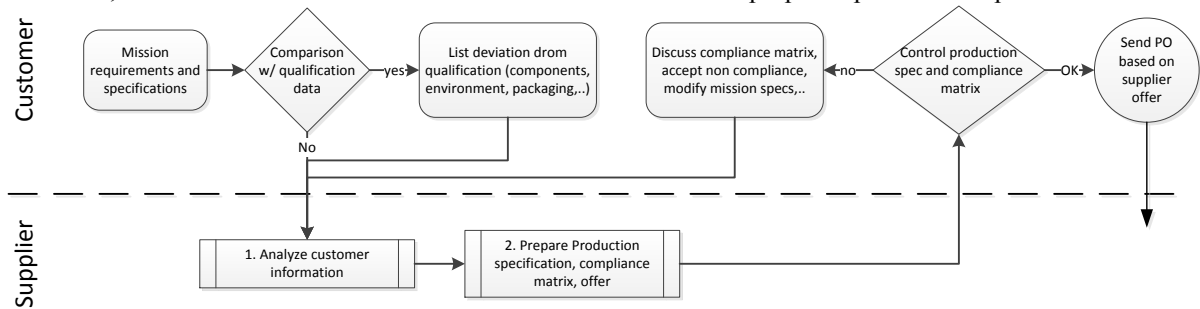 Customer
Mission
requirements and
specifications
Comparison
w/ qualification
data
yes
No
List deviation drom
qualification (components,
environment, packaging,..)
Discuss compliance matrix,
accept non compliance,
modify mission specs,..
no
Control production
spec and compliance
matrix
OK
Send PO
based on
supplier
offer
Supplier
1. Analyze customer
information
2. Prepare Production
specification, compliance
matrix, offer